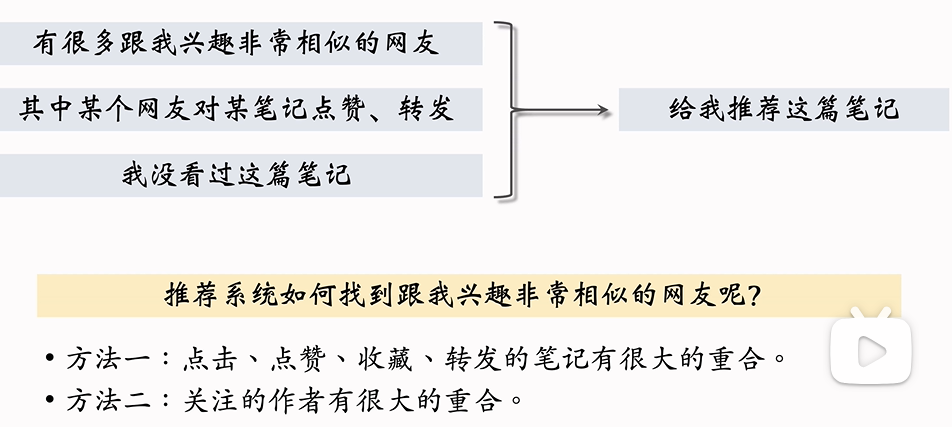 有很多跟我兴趣非常相似的网友
其中某个网友对某笔记点赞、转发
我没看过这篇笔记
给我推荐这篇笔记
推荐系统如何找到跟我兴趣非常相似的网友呢？
• 方法一：点击、点赞、收藏、转发的笔记有很大的重合。
• 方法二：关注的作者有很大的重合。